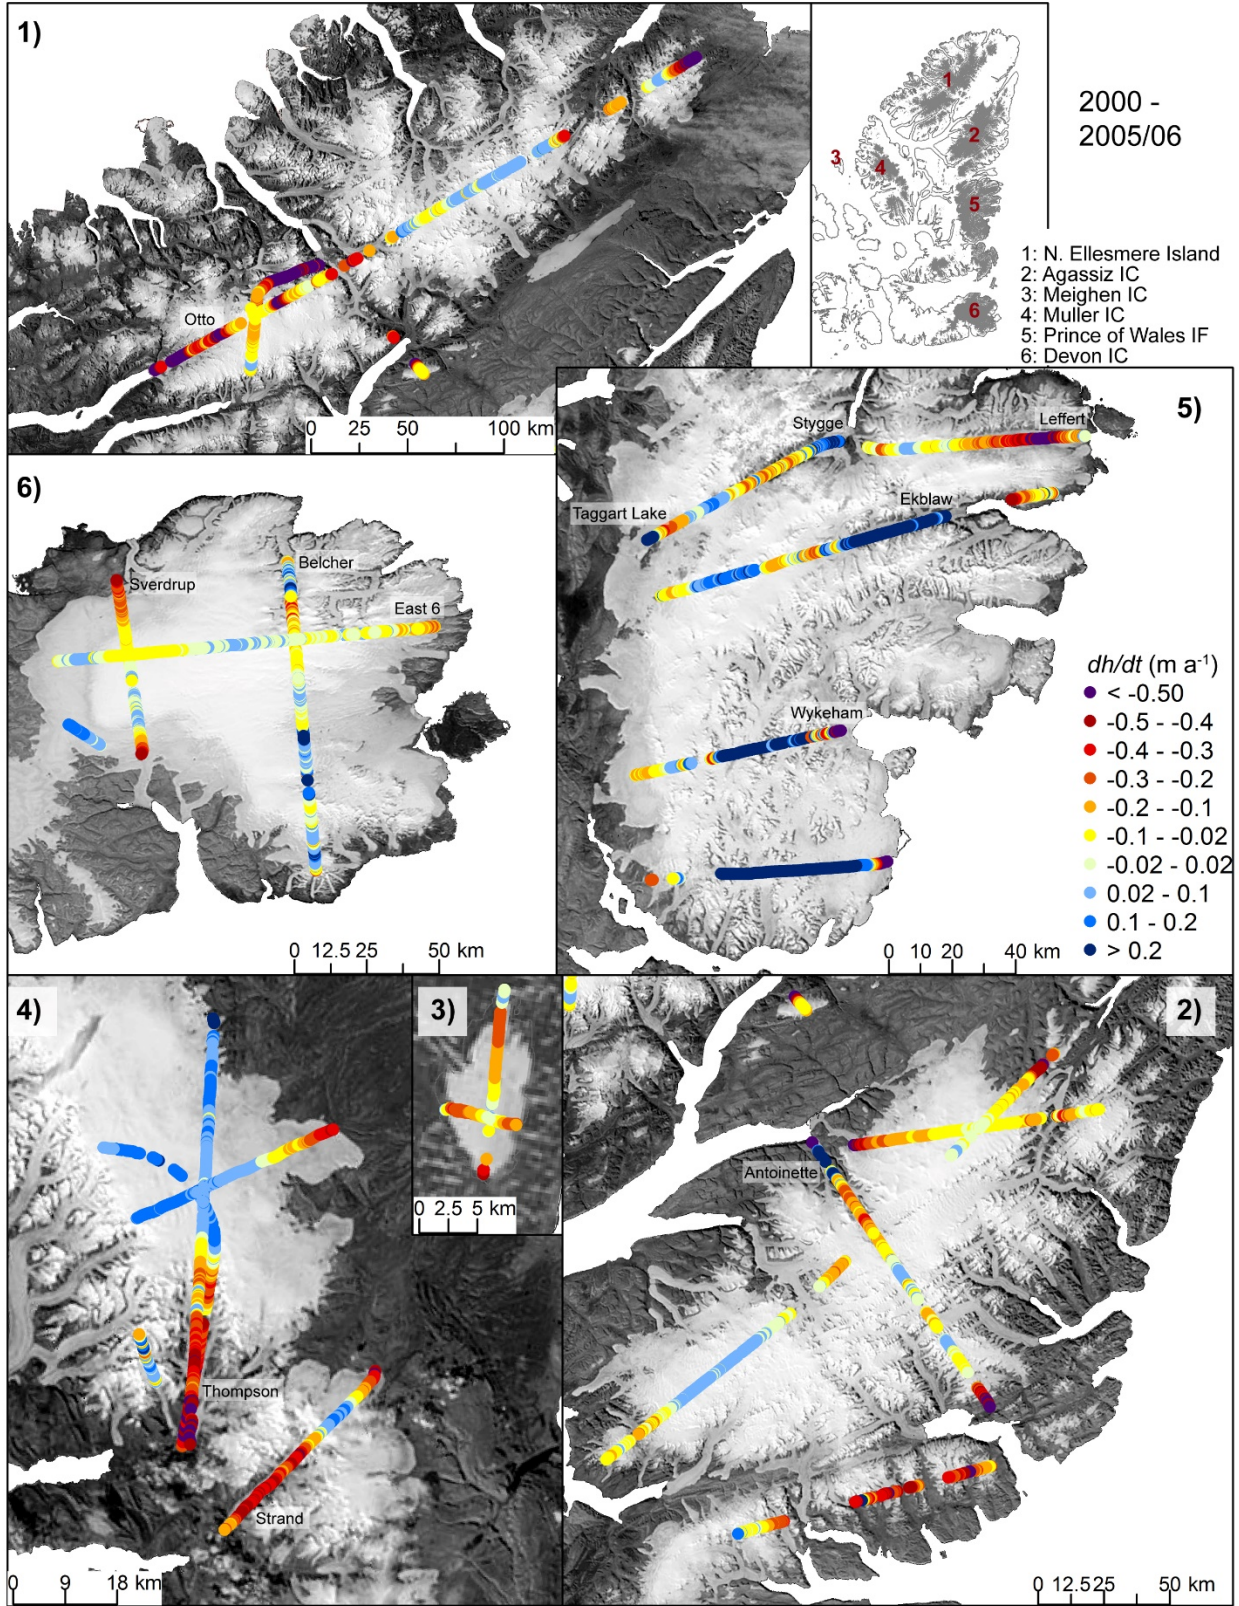 1)
Otto
0 25 50 100 km
1
2
3
4
5
6
2000 -
2005/06
1: N. Ellesmere Island
2: Agassiz IC
3: Meighen IC
4: Muller IC
5: Prince of Wales IF
6: Devon IC
6)
Sverdrup
Belcher
East 6
0 12.5 25 50 km
5)
Stygge
Leffert
Taggart Lake
Ekblaw
Wykeham
dh/dt (m a⁻¹)
< -0.50
-0.5 - -0.4
-0.4 - -0.3
-0.3 - -0.2
-0.2 - -0.1
-0.1 - -0.02
-0.02 - 0.02
0.02 - 0.1
0.1 - 0.2
> 0.2
0 10 20 40 km
4)
Thompson
Strand
0 9 18 km
3)
0 2.5 5 km
2)
Antoinette
0 12.5 25 50 km